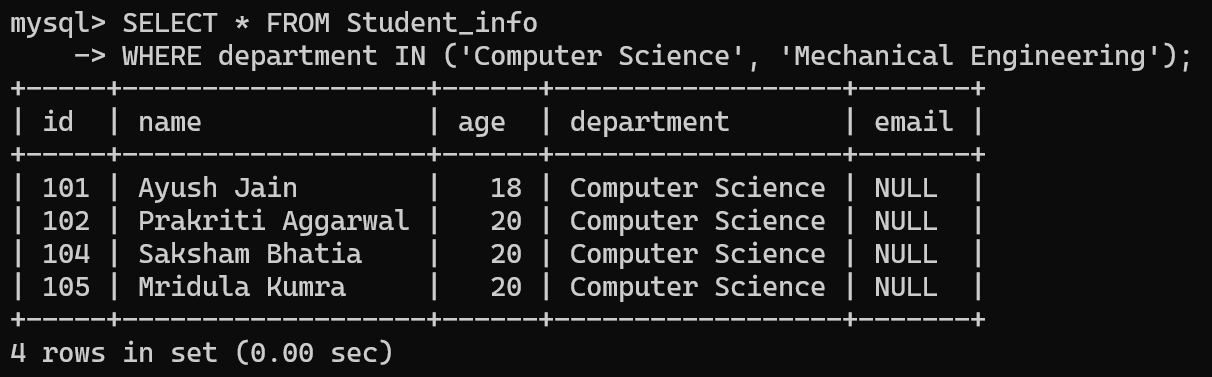 mysql> SELECT * FROM Student_info
    -> WHERE department IN ('Computer Science', 'Mechanical Engineering');
+-----+-------------------+------+------------------+-------+
| id  | name              | age  | department       | email |
+-----+-------------------+------+------------------+-------+
| 101 | Ayush Jain        |   18 | Computer Science | NULL  |
| 102 | Prakriti Aggarwal |   20 | Computer Science | NULL  |
| 104 | Saksham Bhatia    |   20 | Computer Science | NULL  |
| 105 | Mridula Kumra     |   20 | Computer Science | NULL  |
+-----+-------------------+------+------------------+-------+
4 rows in set (0.00 sec)